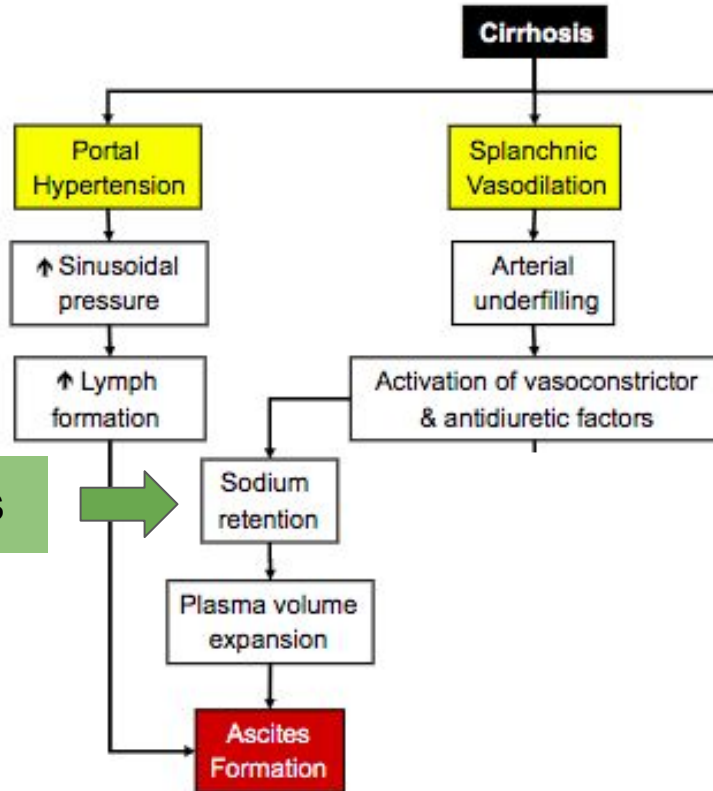 Cirrhosis
Portal
Hypertension
Splanchnic
Vasodilation
↑ Sinusoidal
pressure
Arterial
underfilling
↑ Lymph
formation
Activation of vasoconstrictor
& antidiuretic factors
Sodium
retention
Plasma volume
expansion
Ascites
Formation